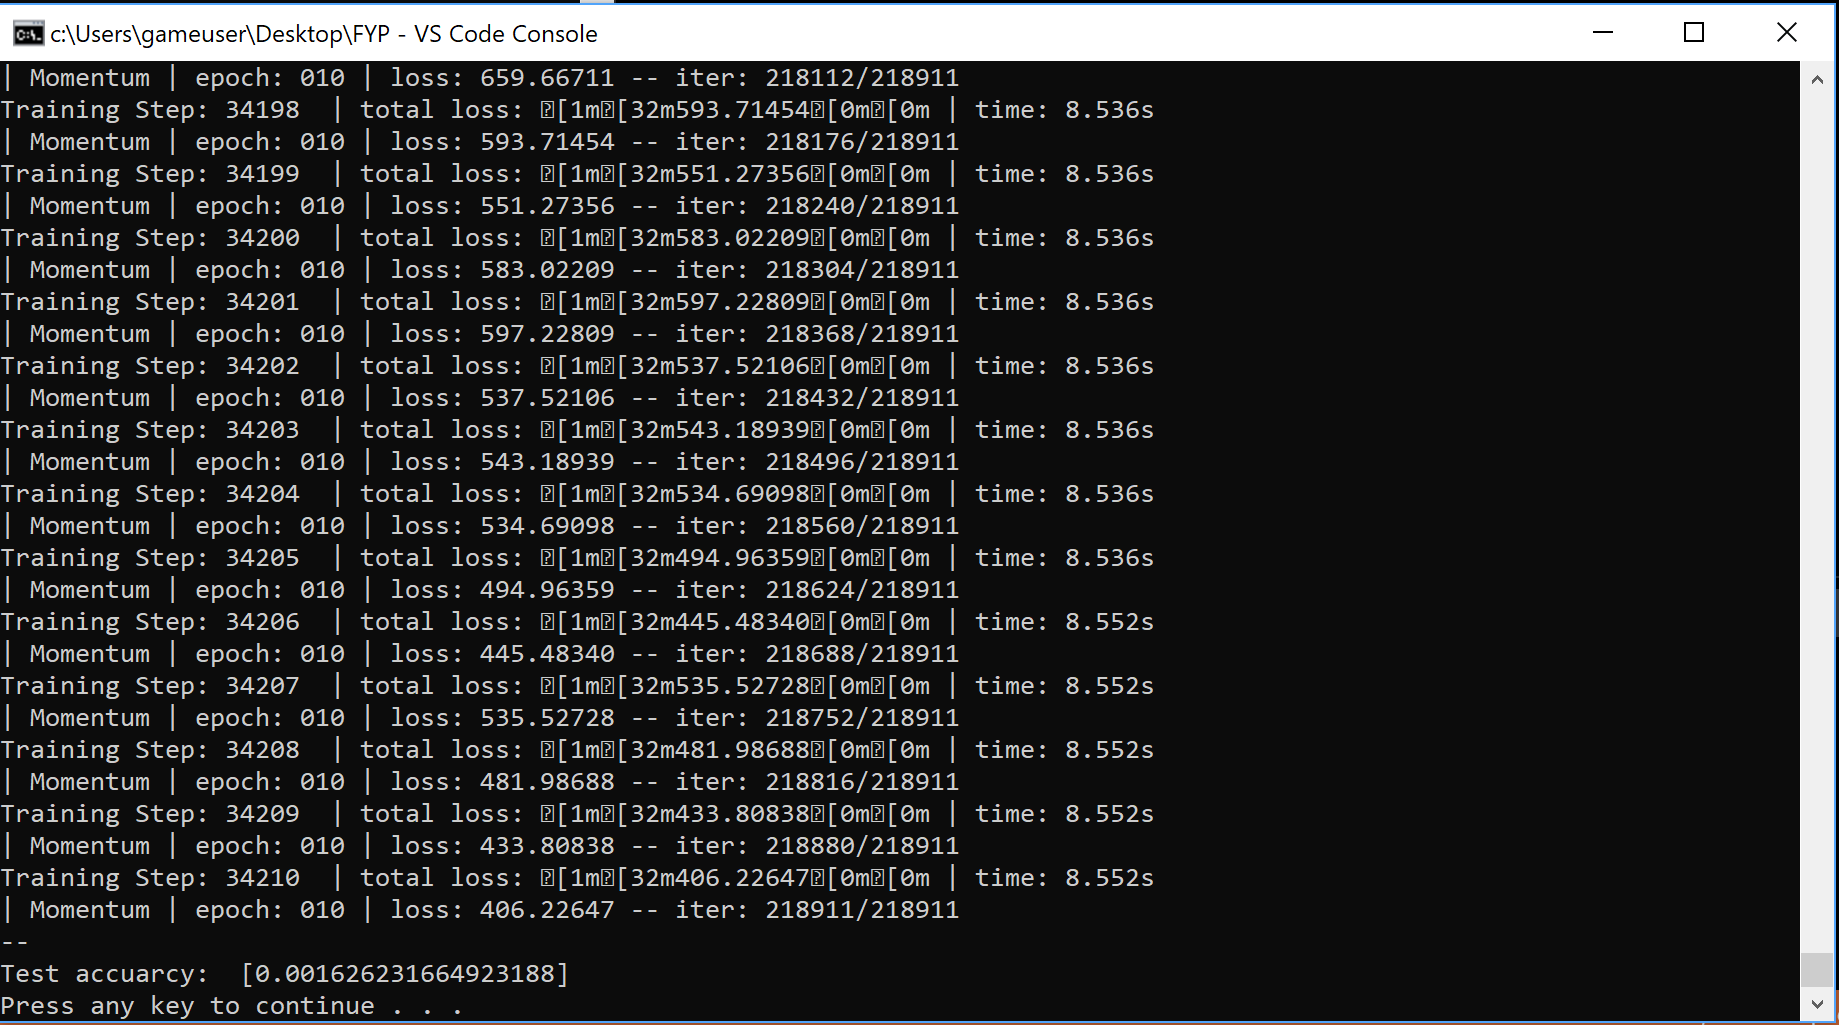 c:\Users\gameuser\Desktop\FYP - VS Code Console
| Momentum | epoch: 010 | loss: 659.66711 -- iter: 218112/218911
Training Step: 34198  | total loss: [1m[32m593.71454[0m[0m | time: 8.536s
| Momentum | epoch: 010 | loss: 593.71454 -- iter: 218176/218911
Training Step: 34199  | total loss: [1m[32m551.27356[0m[0m | time: 8.536s
| Momentum | epoch: 010 | loss: 551.27356 -- iter: 218240/218911
Training Step: 34200  | total loss: [1m[32m583.02209[0m[0m | time: 8.536s
| Momentum | epoch: 010 | loss: 583.02209 -- iter: 218304/218911
Training Step: 34201  | total loss: [1m[32m597.22809[0m[0m | time: 8.536s
| Momentum | epoch: 010 | loss: 597.22809 -- iter: 218368/218911
Training Step: 34202  | total loss: [1m[32m537.52106[0m[0m | time: 8.536s
| Momentum | epoch: 010 | loss: 537.52106 -- iter: 218432/218911
Training Step: 34203  | total loss: [1m[32m543.18939[0m[0m | time: 8.536s
| Momentum | epoch: 010 | loss: 543.18939 -- iter: 218496/218911
Training Step: 34204  | total loss: [1m[32m534.69098[0m[0m | time: 8.536s
| Momentum | epoch: 010 | loss: 534.69098 -- iter: 218560/218911
Training Step: 34205  | total loss: [1m[32m494.96359[0m[0m | time: 8.536s
| Momentum | epoch: 010 | loss: 494.96359 -- iter: 218624/218911
Training Step: 34206  | total loss: [1m[32m445.48340[0m[0m | time: 8.552s
| Momentum | epoch: 010 | loss: 445.48340 -- iter: 218688/218911
Training Step: 34207  | total loss: [1m[32m535.52728[0m[0m | time: 8.552s
| Momentum | epoch: 010 | loss: 535.52728 -- iter: 218752/218911
Training Step: 34208  | total loss: [1m[32m481.98688[0m[0m | time: 8.552s
| Momentum | epoch: 010 | loss: 481.98688 -- iter: 218816/218911
Training Step: 34209  | total loss: [1m[32m433.80838[0m[0m | time: 8.552s
| Momentum | epoch: 010 | loss: 433.80838 -- iter: 218880/218911
Training Step: 34210  | total loss: [1m[32m406.22647[0m[0m | time: 8.552s
| Momentum | epoch: 010 | loss: 406.22647 -- iter: 218911/218911
--
Test accuarcy:  [0.001626231664923188]
Press any key to continue . . .